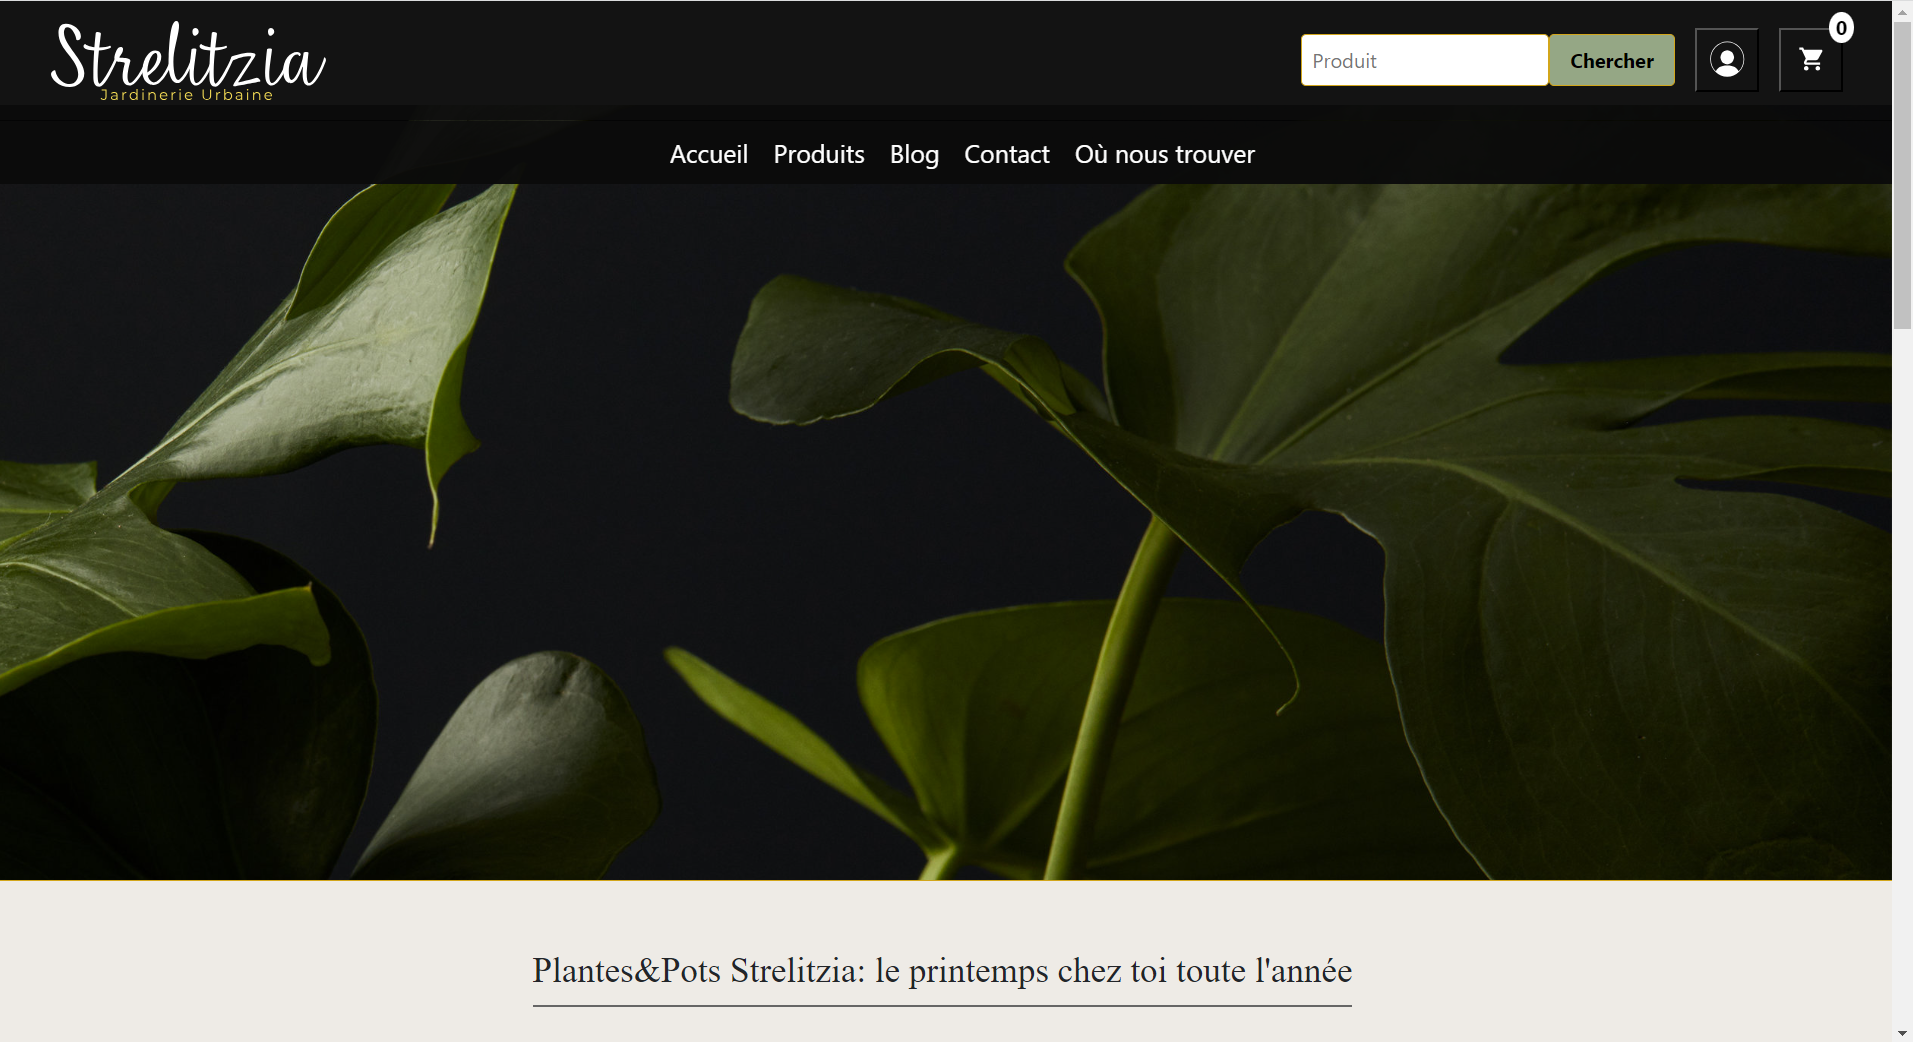 Strelitzia
Jardinerie Urbaine
Produit
Chercher
0
Accueil Produits Blog Contact Où nous trouver
Plantes&Pots Strelitzia: le printemps chez toi toute l'année